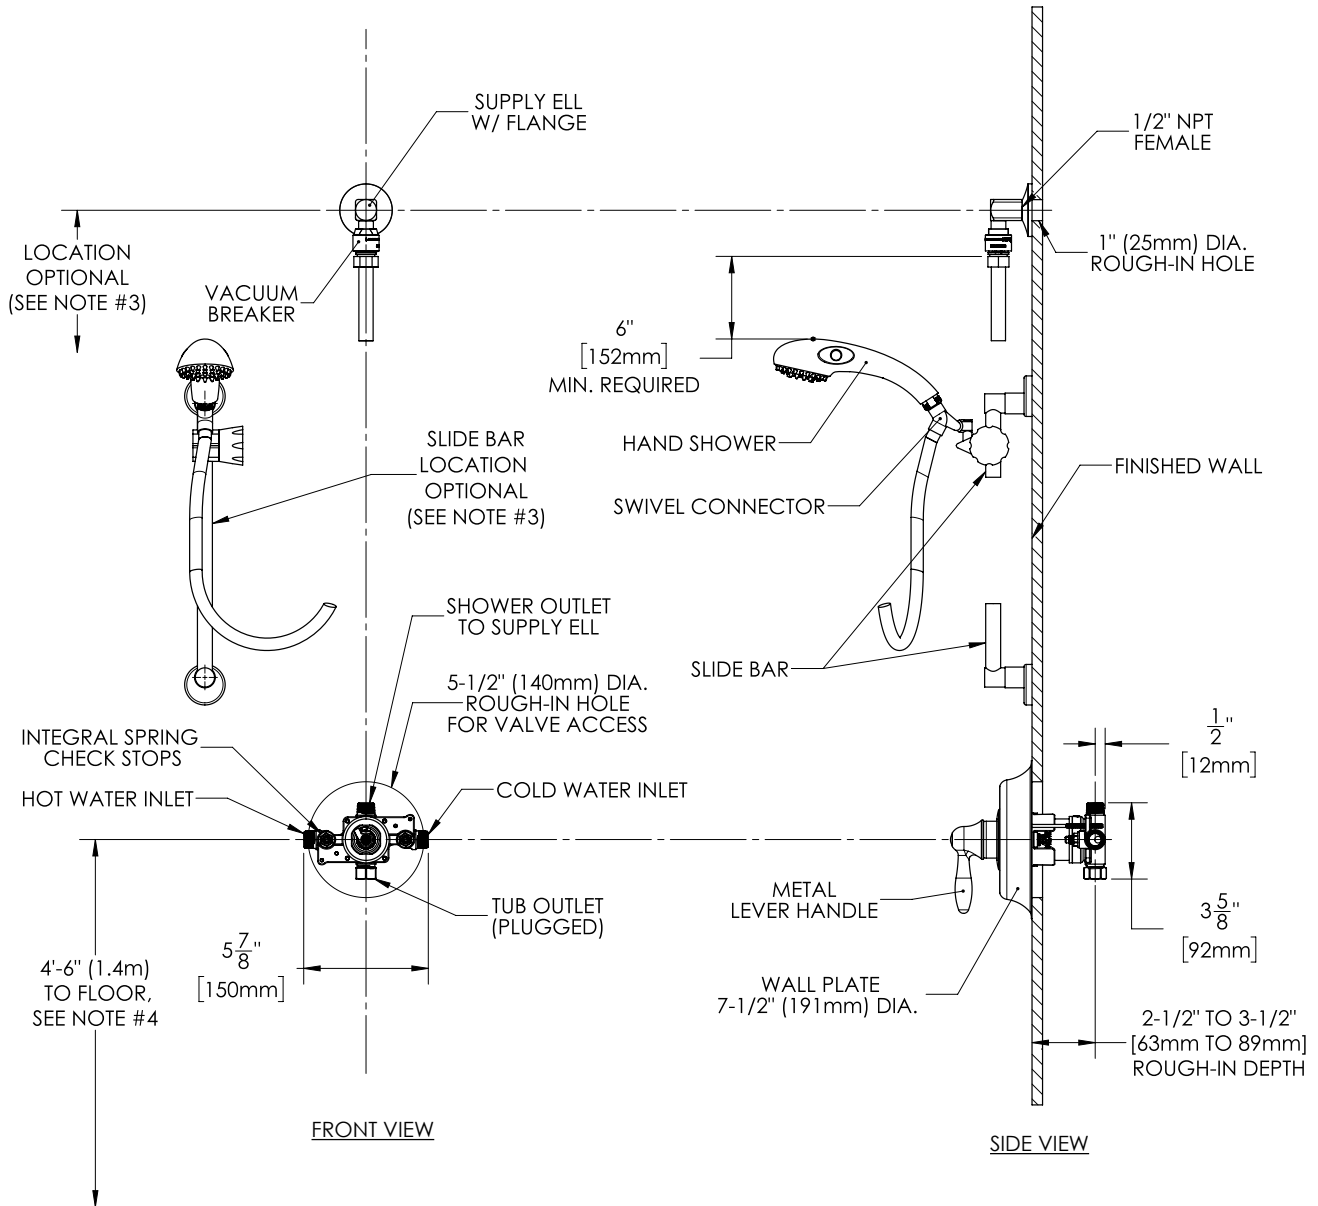 SUPPLY ELL
W/ FLANGE
1/2" NPT
FEMALE
LOCATION
OPTIONAL
(SEE NOTE #3)
VACUUM
BREAKER
1" (25mm) DIA.
ROUGH-IN HOLE
6"
[152mm]
MIN. REQUIRED
SLIDE BAR
LOCATION
OPTIONAL
(SEE NOTE #3)
HAND SHOWER
FINISHED WALL
SWIVEL CONNECTOR
SHOWER OUTLET
TO SUPPLY ELL
SLIDE BAR
5-1/2" (140mm) DIA.
ROUGH-IN HOLE
FOR VALVE ACCESS
INTEGRAL SPRING
CHECK STOPS
HOT WATER INLET
COLD WATER INLET
1/2"
[12mm]
METAL
LEVER HANDLE
TUB OUTLET
(PLUGGED)
3 5/8"
[92mm]
5 7/8"
[150mm]
4'-6" (1.4m)
TO FLOOR,
SEE NOTE #4
WALL PLATE
7-1/2" (191mm) DIA.
2-1/2" TO 3-1/2"
[63mm TO 89mm]
ROUGH-IN DEPTH
FRONT VIEW
SIDE VIEW